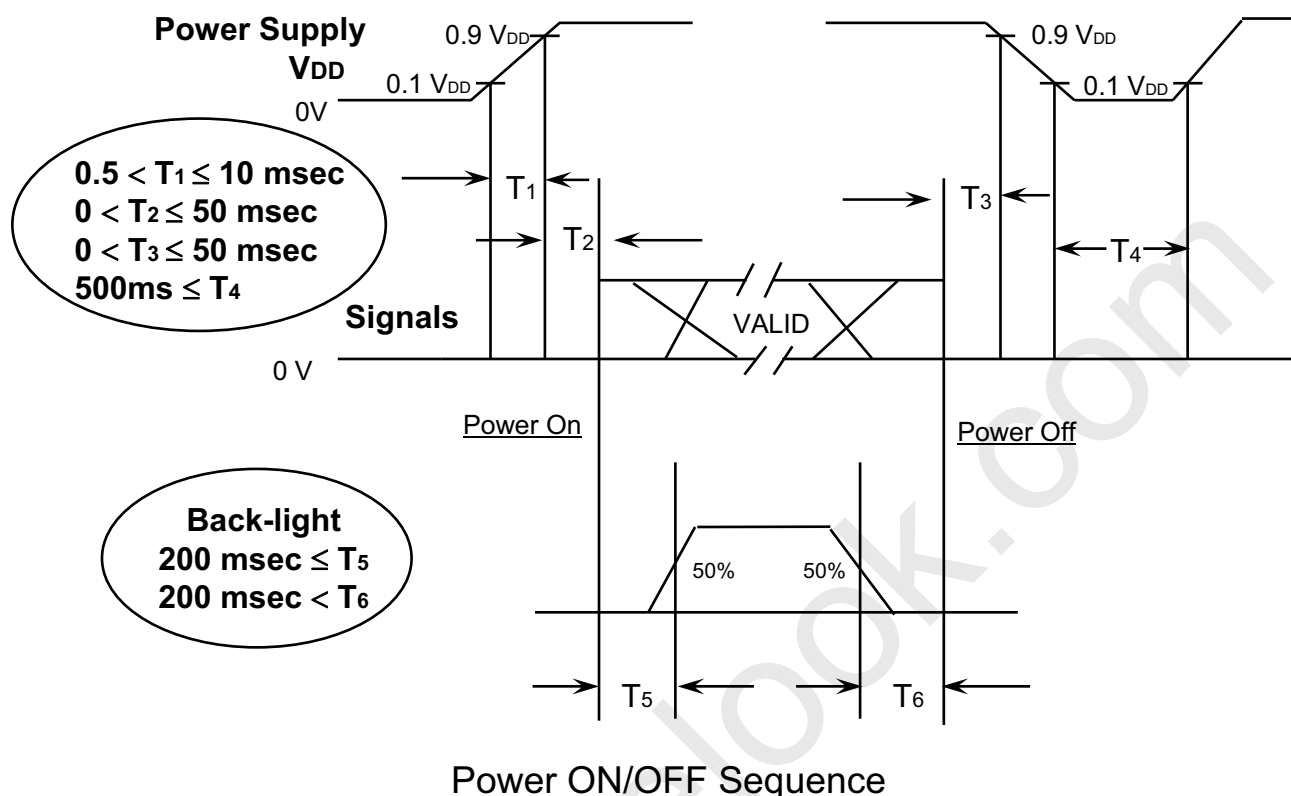 Power Supply
VDD
0.9 VDD
0.9 VDD
0.1 VDD
0.1 VDD
0V
0.5 < T1 ≤ 10 msec
0 < T2 ≤ 50 msec
0 < T3 ≤ 50 msec
500ms ≤ T4
T1
T2
T3
T4
Signals
VALID
0 V
Power On
Power Off
Back-light
200 msec ≤ T5
200 msec < T6
50%
50%
T5
T6
Power ON/OFF Sequence
look.com